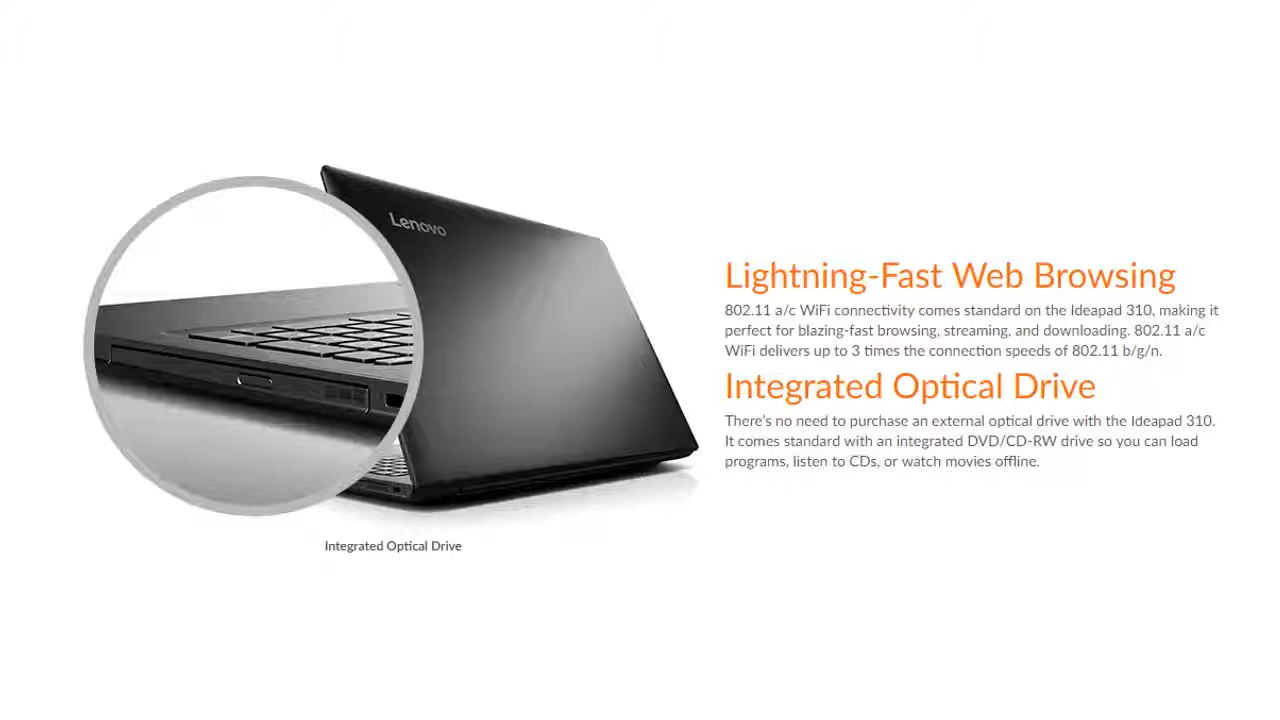 Lenovo
Lightning-Fast Web Browsing
802.11 a/c WiFi connectivity comes standard on the Ideapad 310, making it
perfect for blazing-fast browsing, streaming, and downloading. 802.11 a/c
WiFi delivers up to 3 times the connection speeds of 802.11 b/g/n.
Integrated Optical Drive
There's no need to purchase an external optical drive with the Ideapad 310.
It comes standard with an integrated DVD/CD-RW drive so you can load
programs, listen to CDs, or watch movies offline.
Integrated Optical Drive